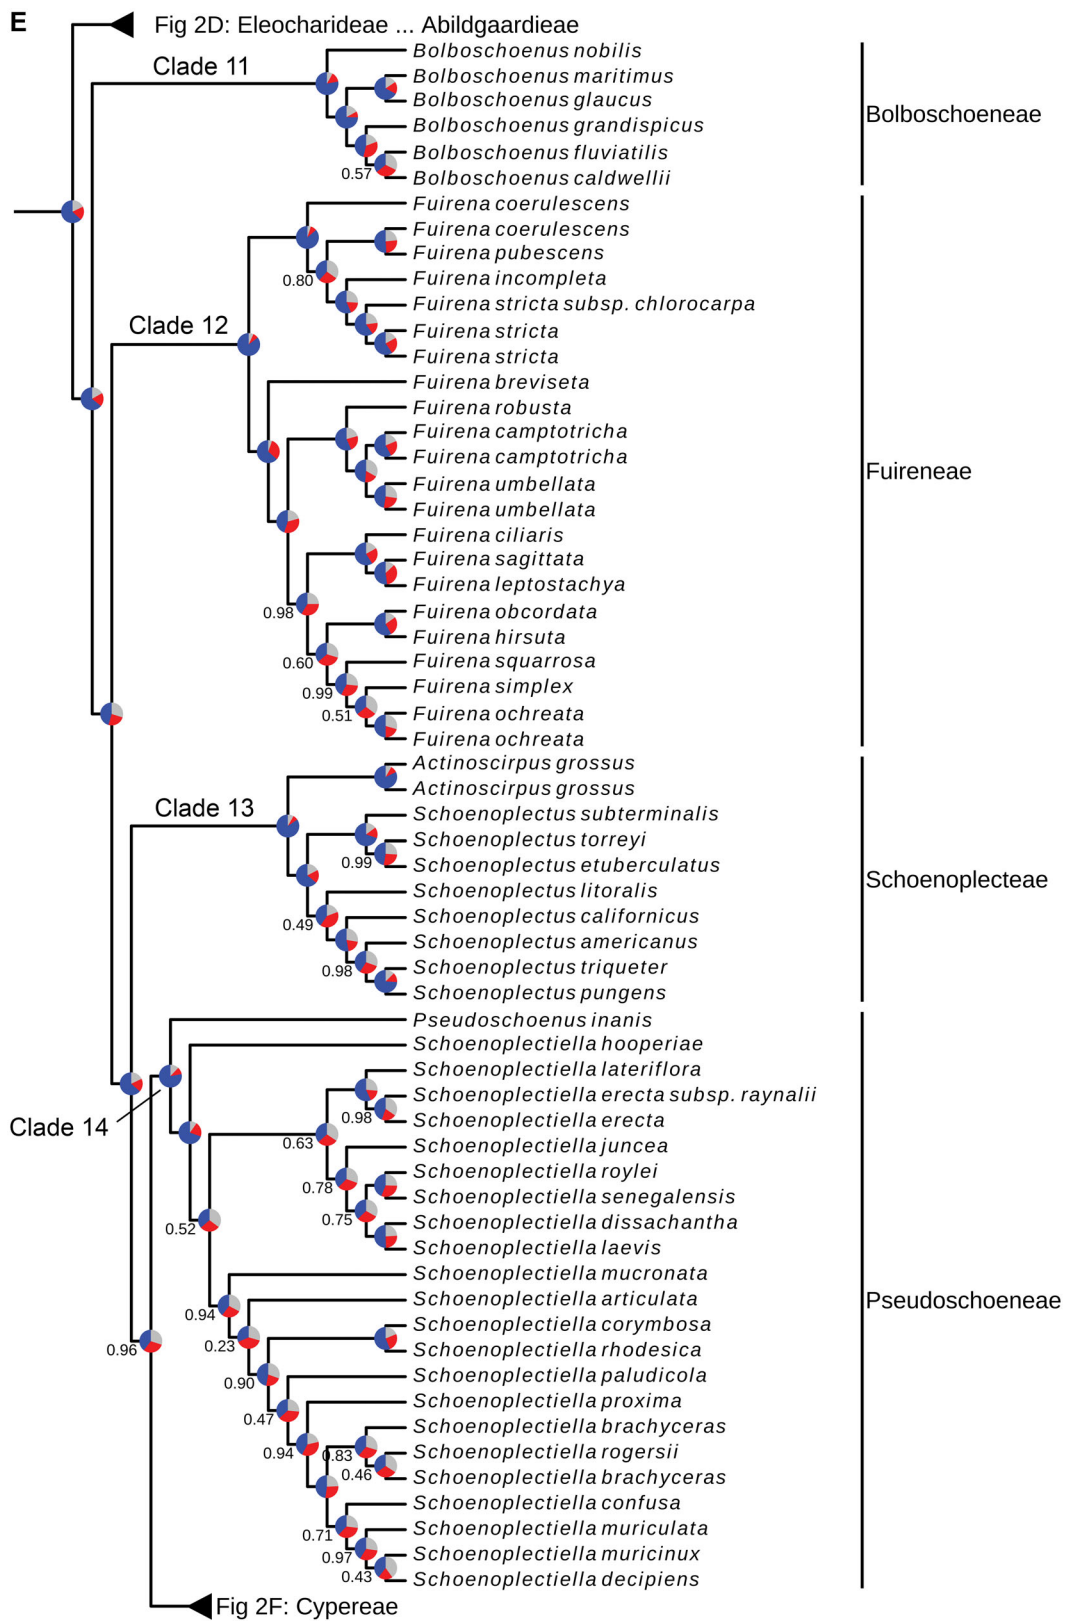 E
Fig 2D: Eleocharideae ... Abildgaardieae
Bolboschoenus nobilis
Clade 11
Bolboschoenus maritimus
Bolboschoenus glaucus
Bolboschoeneae
Bolboschoenus grandispicus
Bolboschoenus fluviatilis
0.57
Bolboschoenus caldwellii
Fuirena coerulescens
Fuirena coerulescens
Fuirena pubescens
0.80
Fuirena incompleta
Fuirena stricta subsp. chlorocarpa
Clade 12
Fuirena stricta
Fuirena stricta
Fuirena breviseta
Fuirena robusta
Fuirena camptotricha
Fuirena camptotricha
Fuireneae
Fuirena umbellata
Fuirena umbellata
Fuirena ciliaris
Fuirena sagittata
Fuirena leptostachya
0.98
Fuirena obcordata
Fuirena hirsuta
0.60
Fuirena squarrosa
0.99
Fuirena simplex
0.51
Fuirena ochreata
Fuirena ochreata
Actinoscirpus grossus
Actinoscirpus grossus
Clade 13
Schoenoplectus subterminalis
Schoenoplectus torreyi
0.99
Schoenoplectus etuberculatus
Schoenoplecteae
Schoenoplectus litoralis
0.49
Schoenoplectus californicus
Schoenoplectus americanus
0.98
Schoenoplectus triqueter
Schoenoplectus pungens
Pseudoschoenus inanis
Schoenoplectiella hooperiae
Schoenoplectiella lateriflora
Schoenoplectiella erecta subsp. raynalii
Clade 14
0.98
Schoenoplectiella erecta
0.63
Schoenoplectiella juncea
Schoenoplectiella roylei
0.78
Schoenoplectiella senegalensis
0.75
Schoenoplectiella dissachantha
0.52
Schoenoplectiella laevis
Schoenoplectiella mucronata
Schoenoplectiella articulata
Pseudoschoeneae
0.94
Schoenoplectiella corymbosa
0.23
0.96
Schoenoplectiella rhodesica
Schoenoplectiella paludicola
0.90
Schoenoplectiella proxima
0.47
Schoenoplectiella brachyceras
0.94
0.83
Schoenoplectiella rogersii
0.46
Schoenoplectiella brachyceras
Schoenoplectiella confusa
Schoenoplectiella muriculata
0.71
Schoenoplectiella muricinux
0.97
0.43
Schoenoplectiella decipiens
Fig 2F: Cypereae